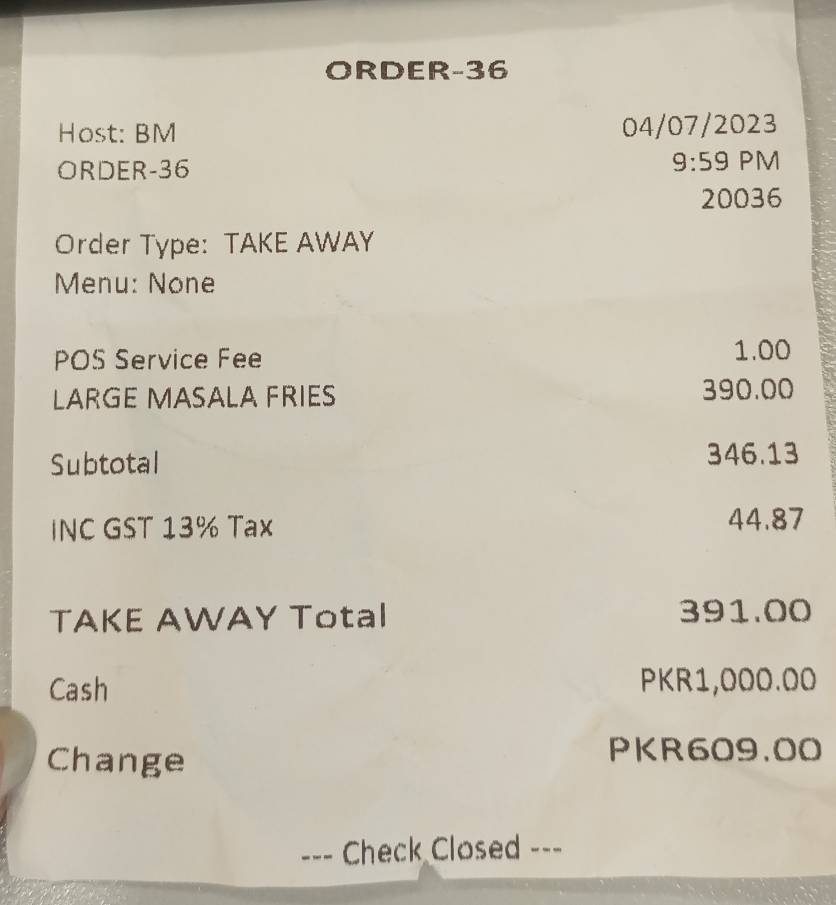 ORDER-36
Host: BM 04/07/2023
ORDER-36 9:59 PM
20036
Order Type: TAKE AWAY
Menu: None
POS Service Fee 1.00
LARGE MASALA FRIES 390.00
Subtotal 346.13
INC GST 13% Tax 44.87
TAKE AWAY Total 391.00
Cash PKR1,000.00
Change PKR609.00
--- Check Closed ---